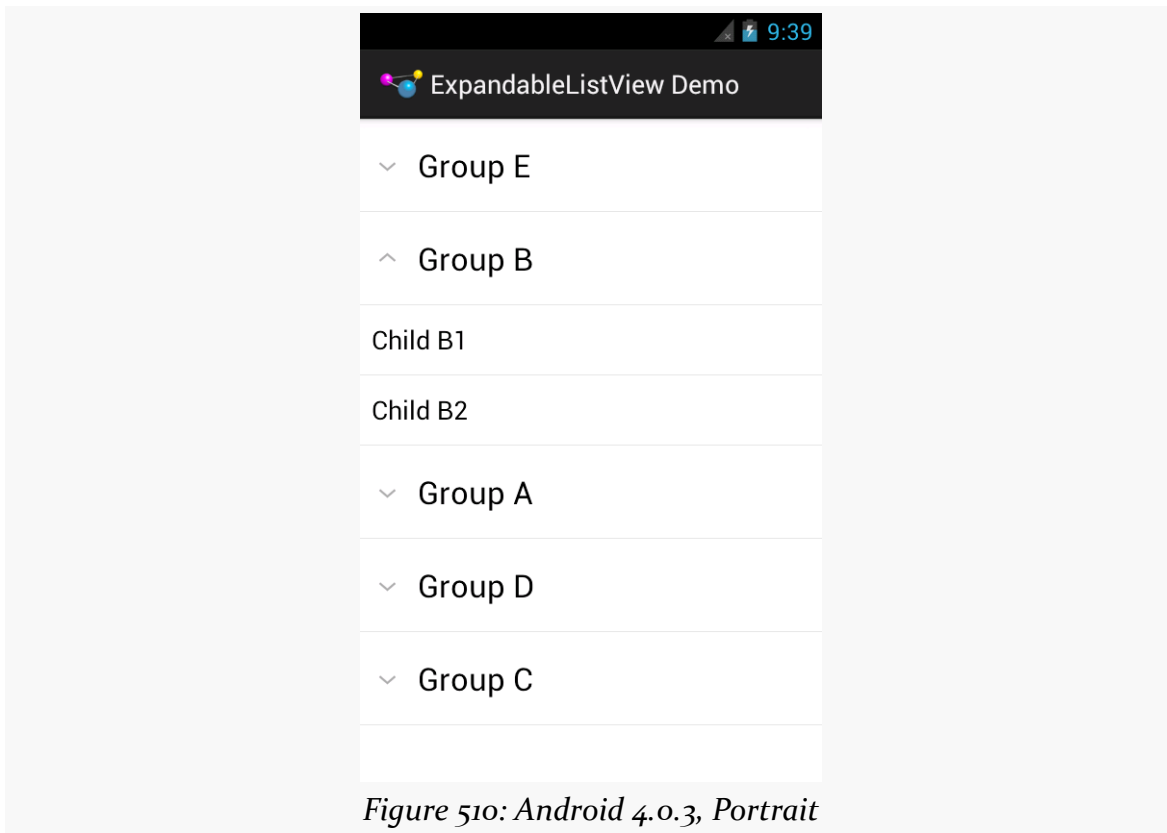 9:39
ExpandableListView Demo
Group E
Group B
Child B1
Child B2
Group A
Group D
Group C
Figure 510: Android 4.0.3, Portrait